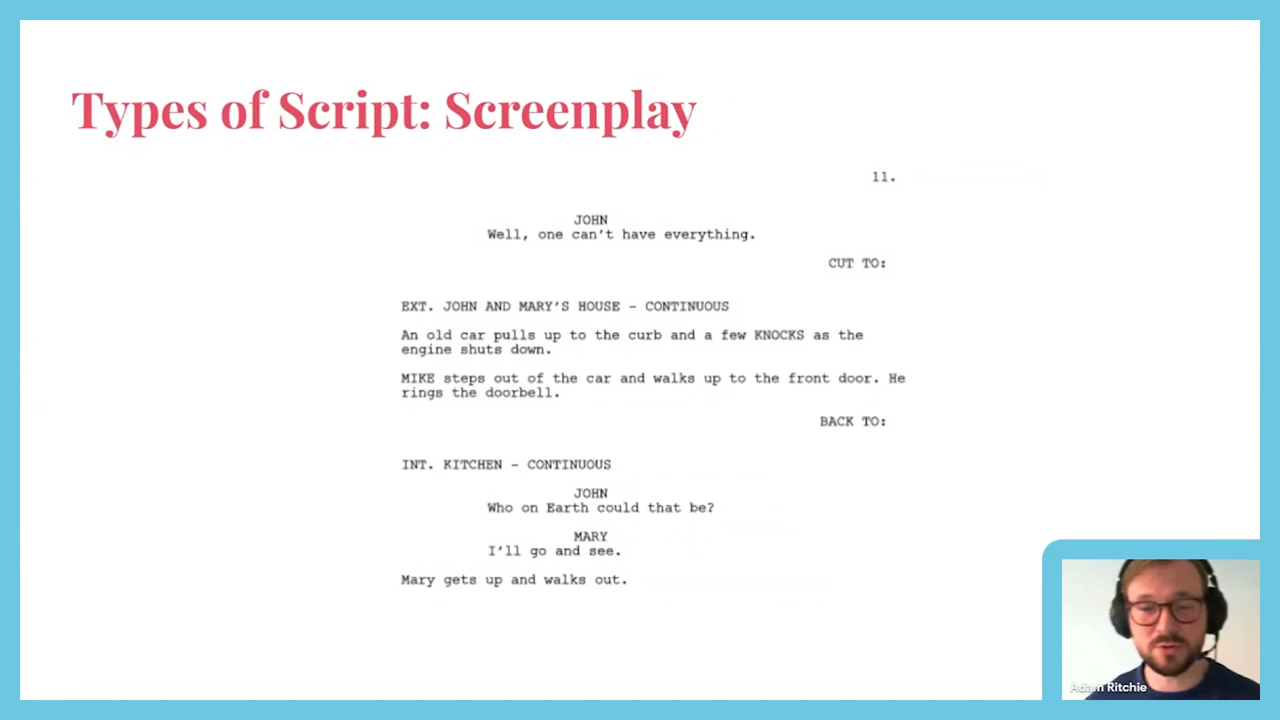 Types of Script: Screenplay
11.
JOHN
Well, one can't have everything.
CUT TO:
EXT. JOHN AND MARY'S HOUSE - CONTINUOUS
An old car pulls up to the curb and a few KNOCKS as the
engine shuts down.
MIKE steps out of the car and walks up to the front door. He
rings the doorbell.
BACK TO:
INT. KITCHEN - CONTINUOUS
JOHN
Who on Earth could that be?
MARY
I'll go and see.
Mary gets up and walks out.
Adam Ritchie